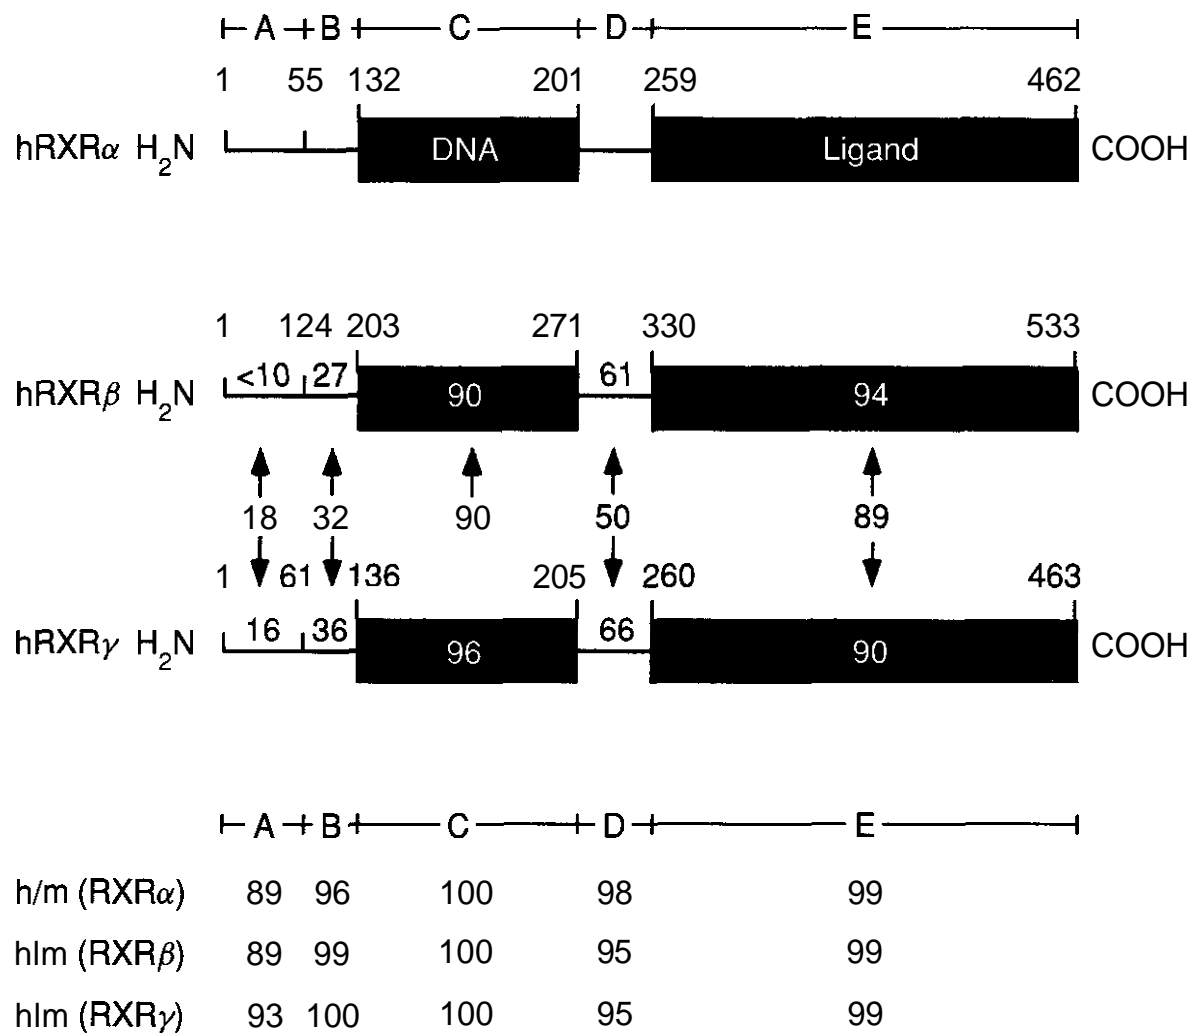 A B C D E
1 55 132 201 259 462
hRXRα H2N DNA Ligand COOH
1 124 203 271 330 533
hRXRβ H2N <10 27 90 61 94 COOH
18 32 90 50 89
1 61 136 205 260 463
hRXRγ H2N 16 36 96 66 90 COOH
A B C D E
h/m (RXRα) 89 96 100 98 99
hlm (RXRβ) 89 99 100 95 99
hlm (RXRγ) 93 100 100 95 99